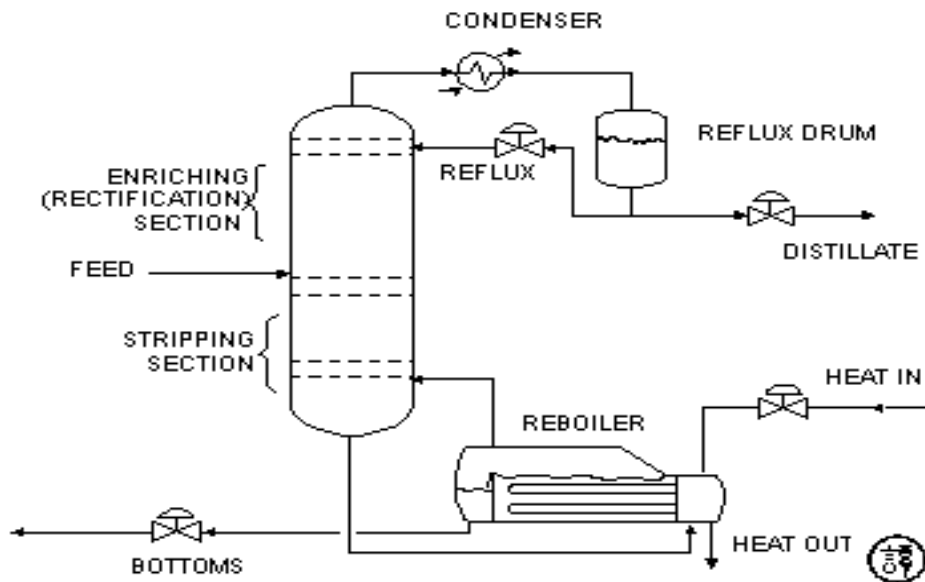 CONDENSER
REFLUX DRUM
REFLUX
ENRICHING
(RECTIFICATION)
SECTION
DISTILLATE
FEED
STRIPPING
SECTION
HEAT IN
REBOILER
HEAT OUT
BOTTOMS